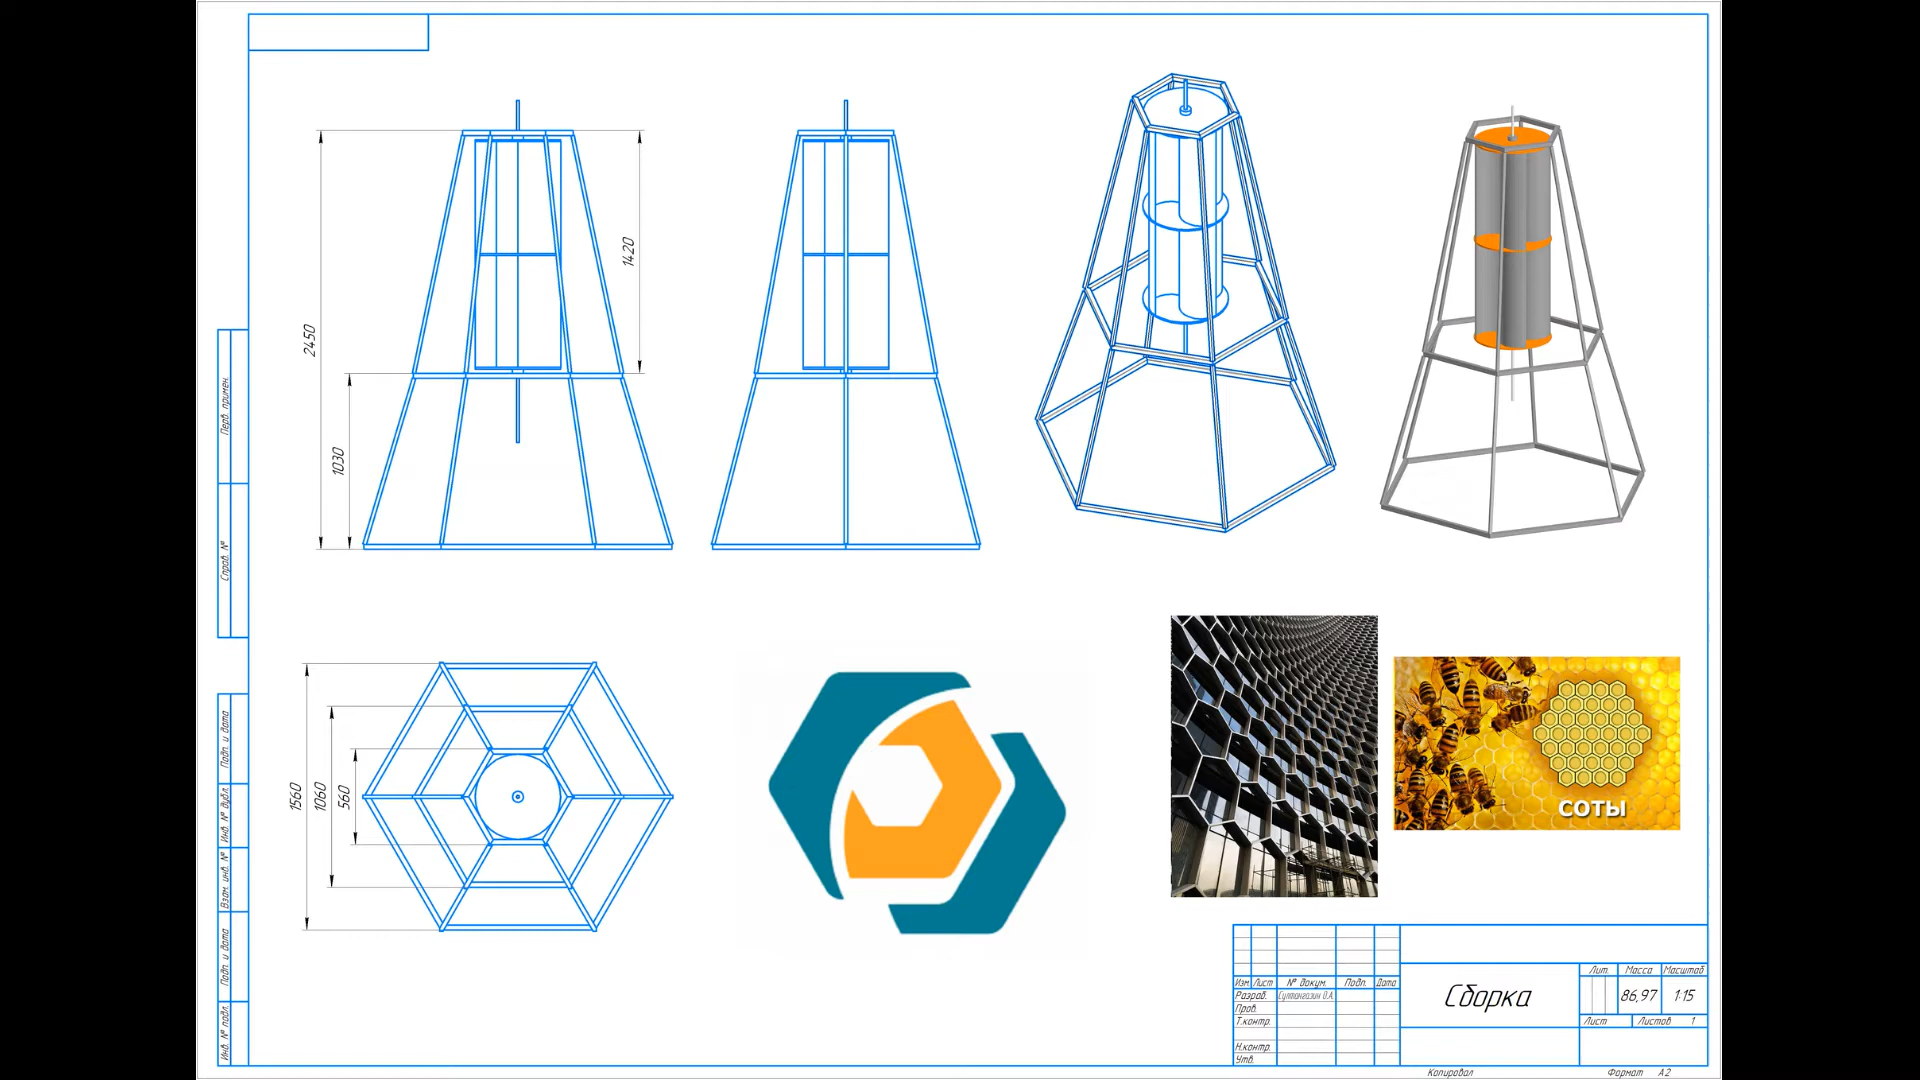 2450
1420
1030
1560
1060
560
Перв. примен.
Справ. №
Подп. и дата
Инв. № дубл.
Взам. инв. №
Подп. и дата
Инв. № подл.
СОТЫ
Изм. Лист № докум. Подп. Дата
Разраб. Султангазин О.А.
Пров.
Т.контр.
Н.контр.
Утв.
Сборка
Лит. Масса Масштаб
86,97 1:15
Лист Листов 1
Копировал Формат А2